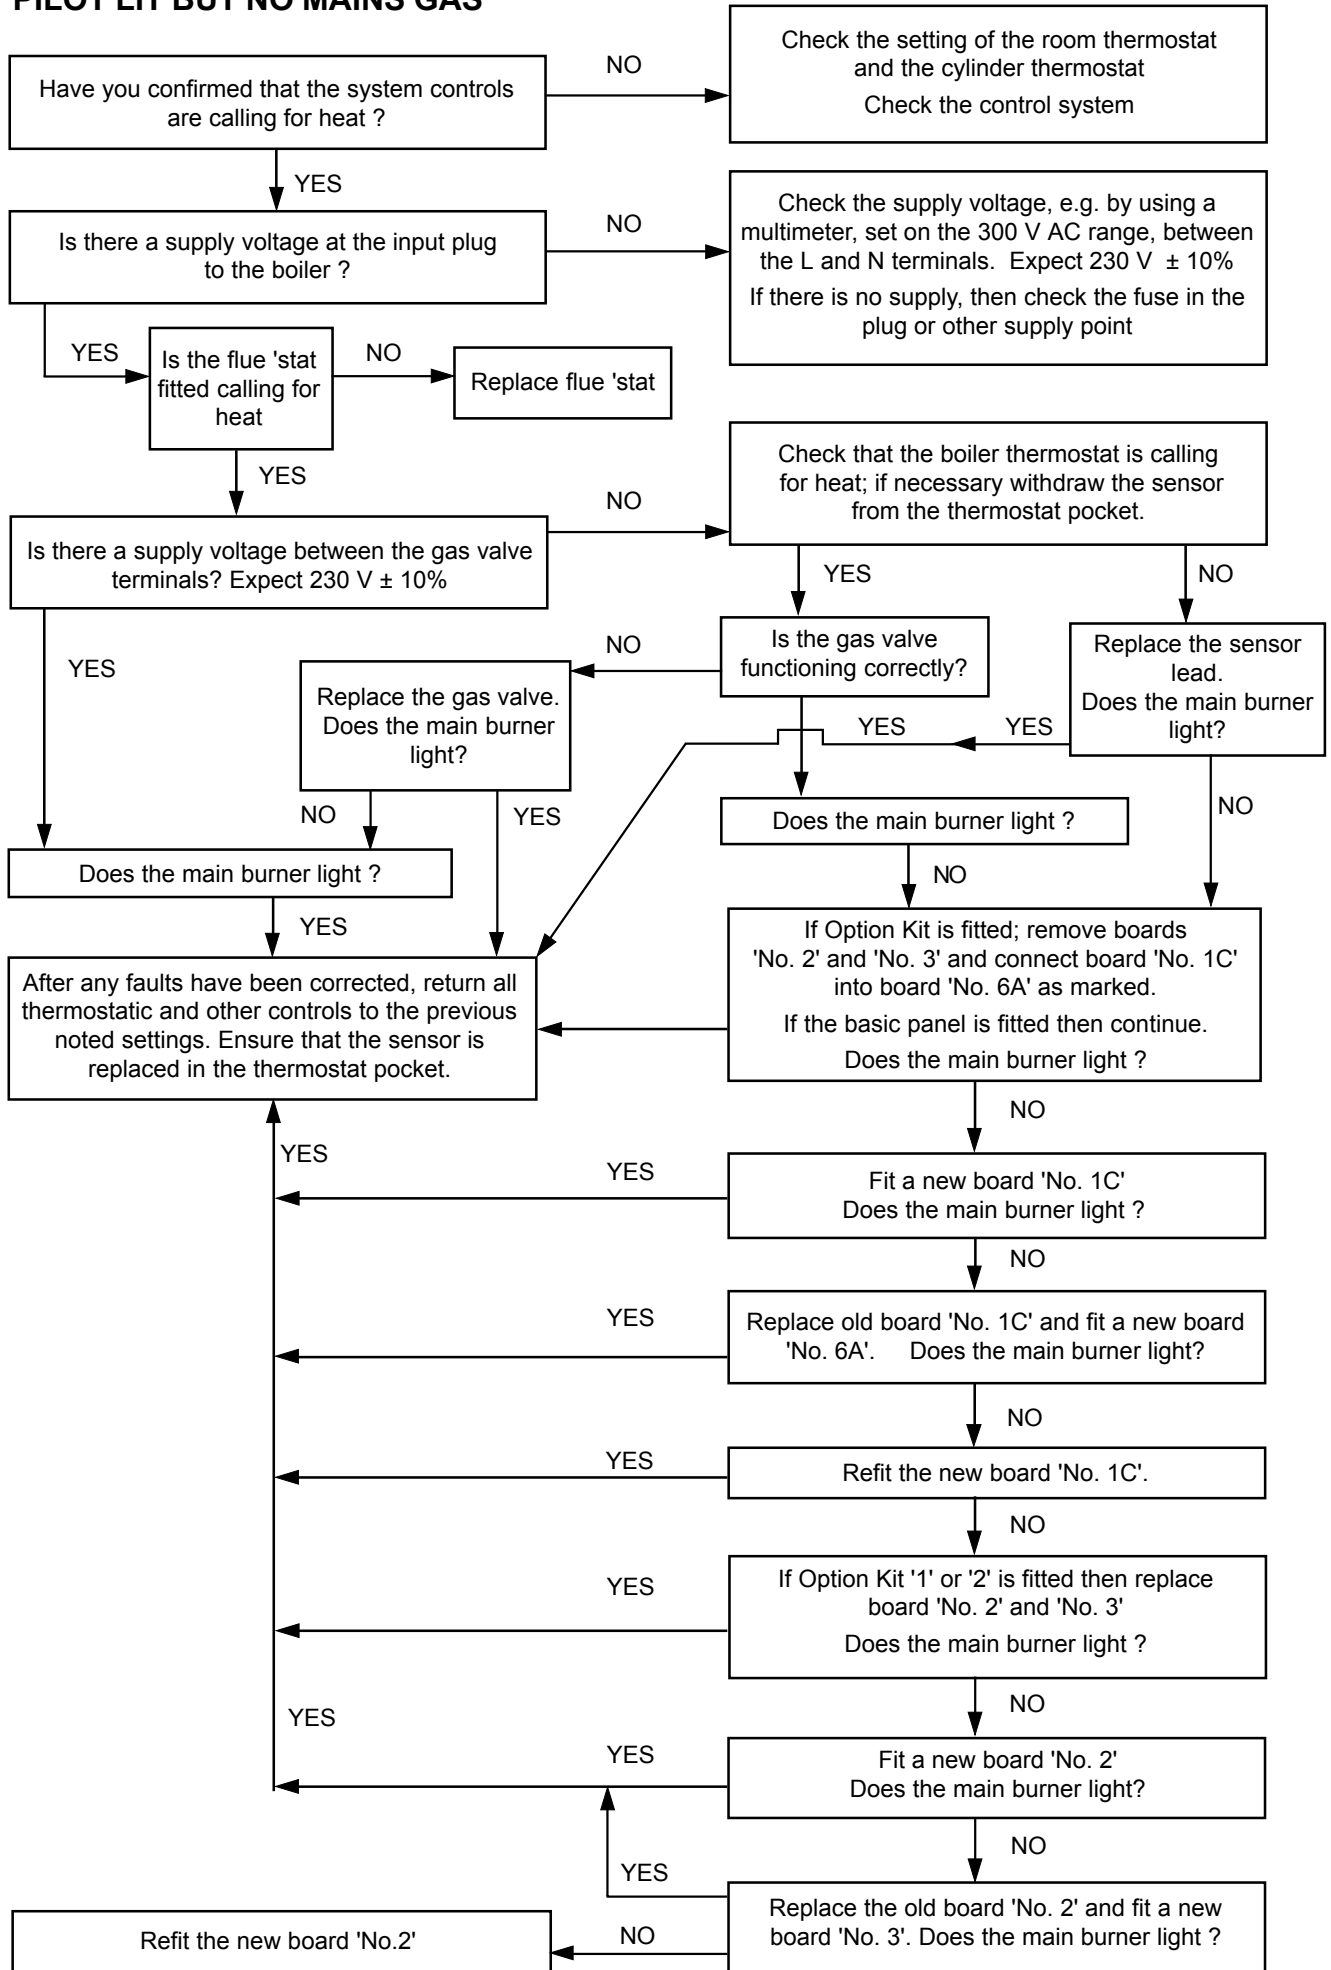 PILOT LIT BUT NO MAINS GAS
Have you confirmed that the system controls
are calling for heat ?
NO
Check the setting of the room thermostat
and the cylinder thermostat
Check the control system
YES
Is there a supply voltage at the input plug
to the boiler ?
NO
Check the supply voltage, e.g. by using a
multimeter, set on the 300 V AC range, between
the L and N terminals. Expect 230 V ± 10%
If there is no supply, then check the fuse in the
plug or other supply point
YES
Is the flue 'stat
fitted calling for
heat
NO
Replace flue 'stat
YES
Is there a supply voltage between the gas valve
terminals? Expect 230 V ± 10%
NO
Check that the boiler thermostat is calling
for heat; if necessary withdraw the sensor
from the thermostat pocket.
YES
NO
YES
Is the gas valve
functioning correctly?
NO
Replace the gas valve.
Does the main burner
light?
Replace the sensor
lead.
Does the main burner
light?
YES
YES
NO
YES
Does the main burner light ?
NO
Does the main burner light ?
NO
YES
If Option Kit is fitted; remove boards
'No. 2' and 'No. 3' and connect board 'No. 1C'
into board 'No. 6A' as marked.
If the basic panel is fitted then continue.
Does the main burner light ?
After any faults have been corrected, return all
thermostatic and other controls to the previous
noted settings. Ensure that the sensor is
replaced in the thermostat pocket.
NO
YES
YES
Fit a new board 'No. 1C'
Does the main burner light ?
NO
YES
Replace old board 'No. 1C' and fit a new board
'No. 6A'. Does the main burner light?
NO
YES
Refit the new board 'No. 1C'.
NO
YES
If Option Kit '1' or '2' is fitted then replace
board 'No. 2' and 'No. 3'
Does the main burner light ?
NO
YES
YES
Fit a new board 'No. 2'
Does the main burner light?
NO
YES
Replace the old board 'No. 2' and fit a new
board 'No. 3'. Does the main burner light ?
NO
Refit the new board 'No.2'